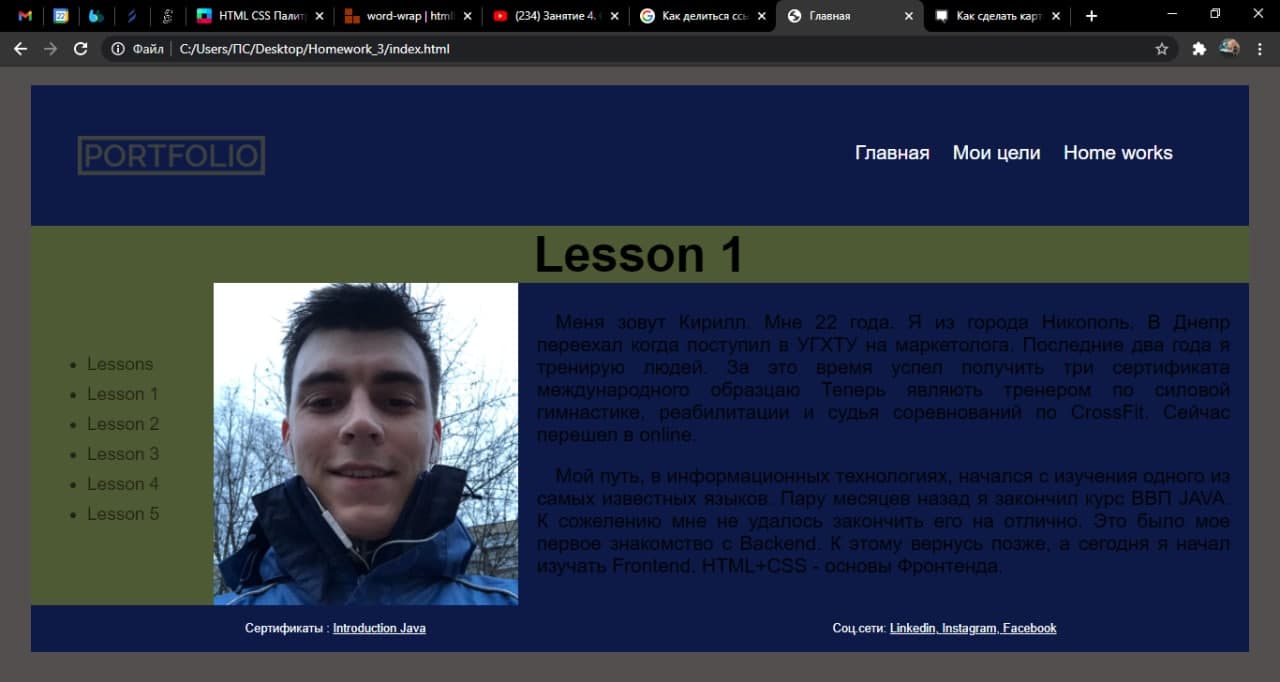 22
HTML CSS Палит
word-wrap | html
(234) Занятие 4.
Как делиться ссы
Главная
Как сделать карт
Файл
C:/Users/ПС/Desktop/Homework_3/index.html
PORTFOLIO
Главная Мои цели Home works
Lesson 1
Lessons
Lesson 1
Lesson 2
Lesson 3
Lesson 4
Lesson 5
Меня зовут Кирилл. Мне 22 года. Я из города Никополь. В Днепр
переехал когда поступил в УГХТУ на маркетолога. Последние два года я
тренирую людей. За это время успел получить три сертификата
международного образцаю Теперь являють тренером по силовой
гимнастике, реабилитации и судья соревнований по CrossFit. Сейчас
перешел в online.
Мой путь, в информационных технологиях, начался с изучения одного из
самых известных языков. Пару месяцев назад я закончил курс ВВП JAVA.
К сожелению мне не удалось закончить его на отлично. Это было мое
первое знакомство с Backend. К этому вернусь позже, а сегодня я начал
изучать Frontend. HTML+CSS - основы Фронтенда.
Сертификаты : Introduction Java
Соц.сети: Linkedin, Instagram, Facebook